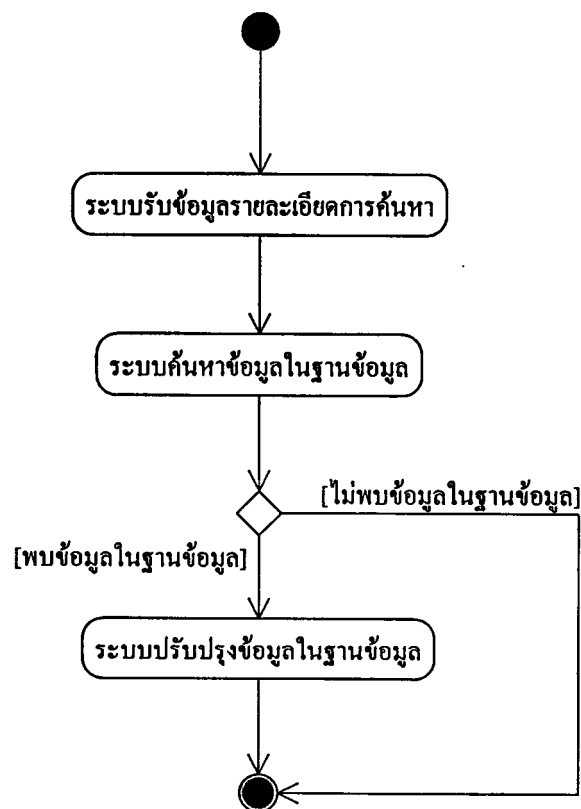 ระบบรับข้อมูลรายละเอียดการค้นหา
ระบบค้นหาข้อมูลในฐานข้อมูล
[ไม่พบข้อมูลในฐานข้อมูล]
[พบข้อมูลในฐานข้อมูล]
ระบบปรับปรุงข้อมูลในฐานข้อมูล